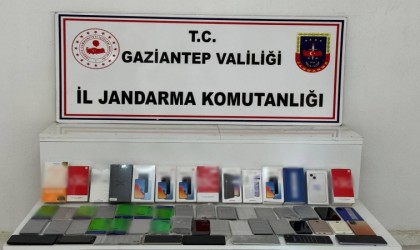 T.C.
GAZİANTEP VALİLİĞİ
İL JANDARMA KOMUTANLIĞI